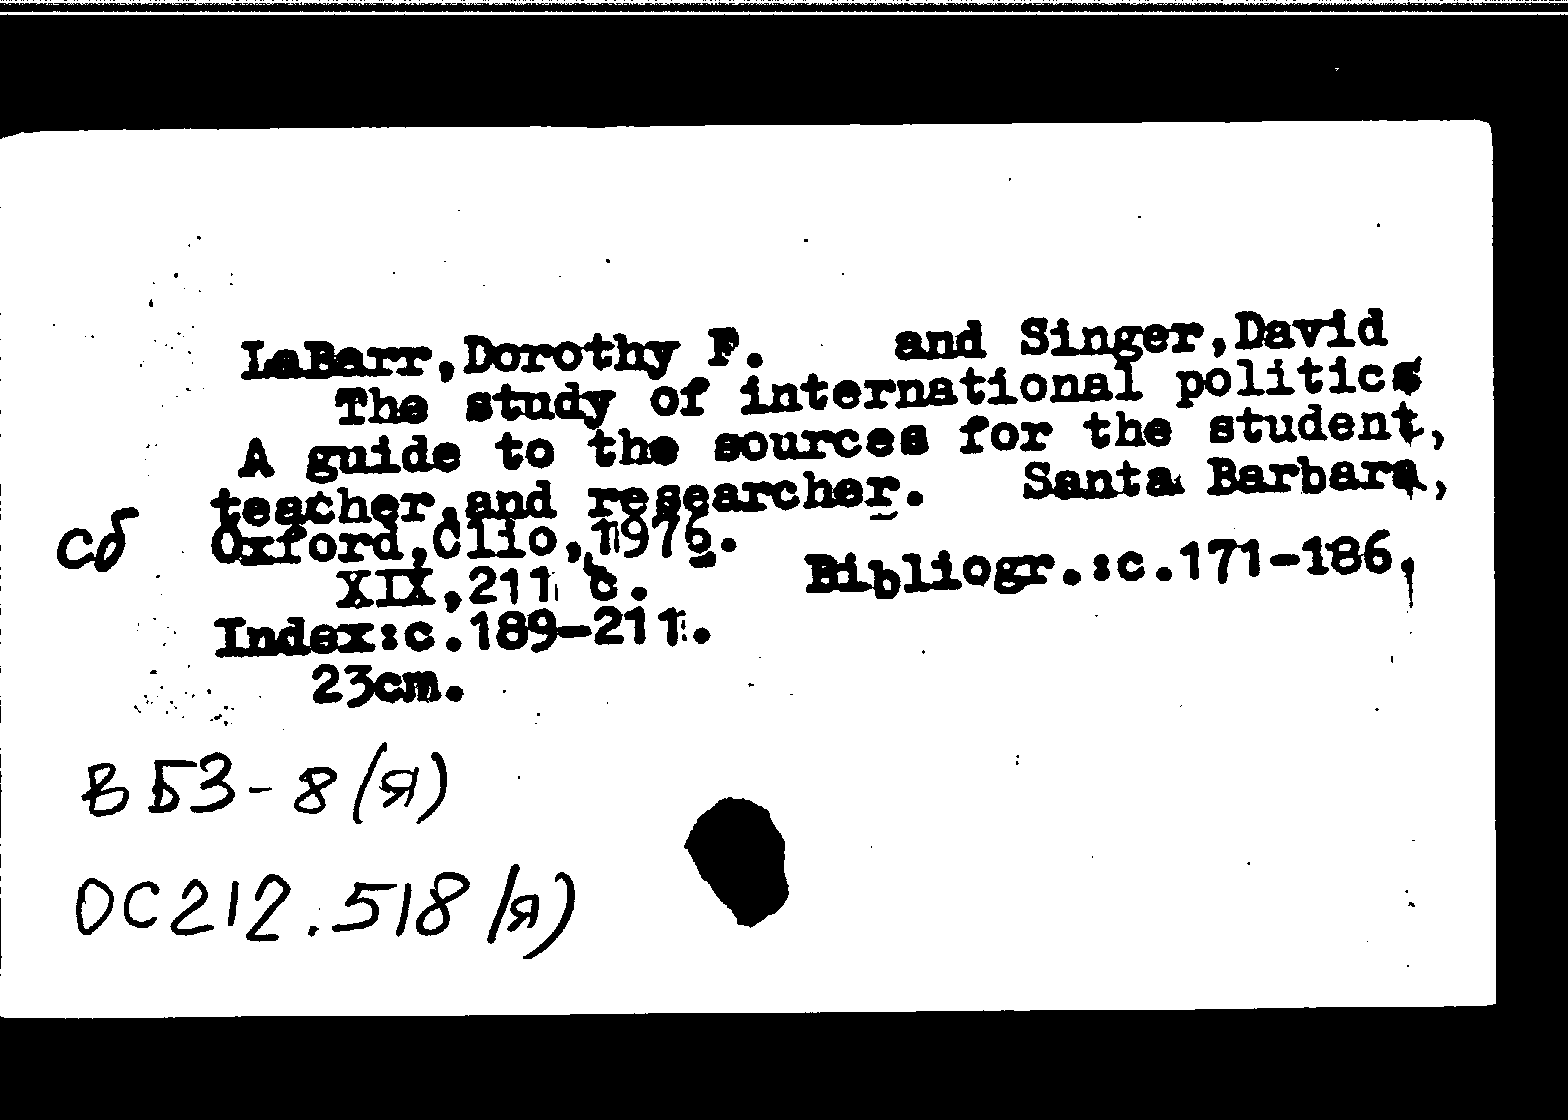 LaBarr,Dorothy F. and Singer,David
The study of international politics
A guide to the sources for the student,
teacher,and researcher. Santa Barbara,
сб Oxford,Clio,1976.
XIX,211 c. Bibliogr.:c.171-186,
Index:c.189-211.
23cm.
В Б3-8(Я)
ОС212.518(Я)